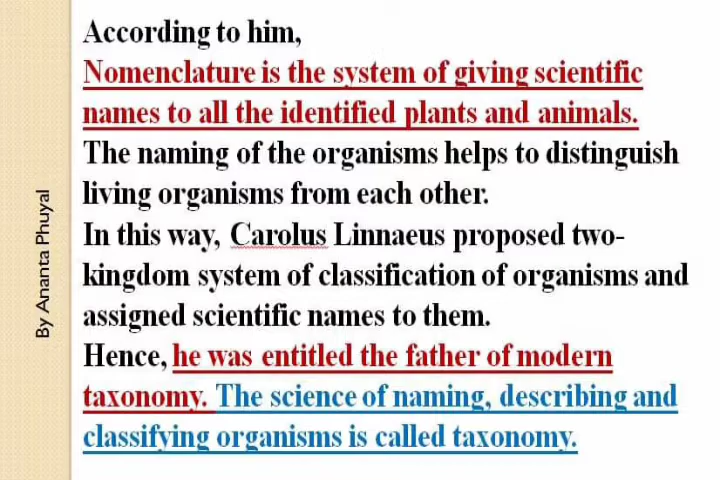 According to him,
Nomenclature is the system of giving scientific
names to all the identified plants and animals.
The naming of the organisms helps to distinguish
living organisms from each other.
In this way, Carolus Linnaeus proposed two-
kingdom system of classification of organisms and
assigned scientific names to them.
Hence, he was entitled the father of modern
taxonomy. The science of naming, describing and
classifying organisms is called taxonomy.
By Ananta Phuyal